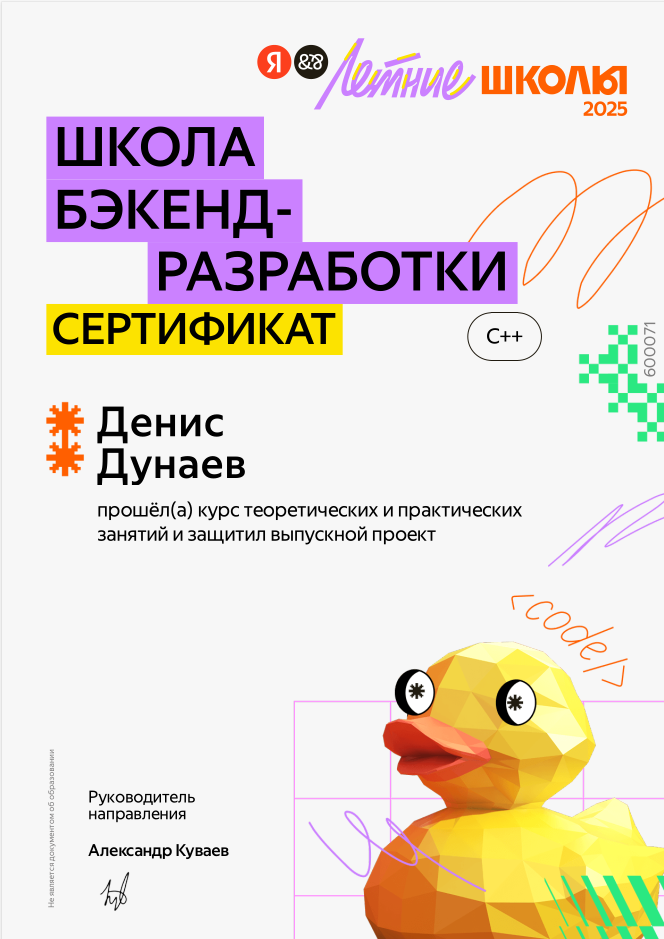 Я & Летние ШКОЛЫ
2025
ШКОЛА
БЭКЕНД-
РАЗРАБОТКИ
СЕРТИФИКАТ
C++
600071
Денис
Дунаев
прошёл(а) курс теоретических и практических
занятий и защитил выпускной проект
<code/>
Руководитель
направления
Александр Куваев
Не является документом об образовании